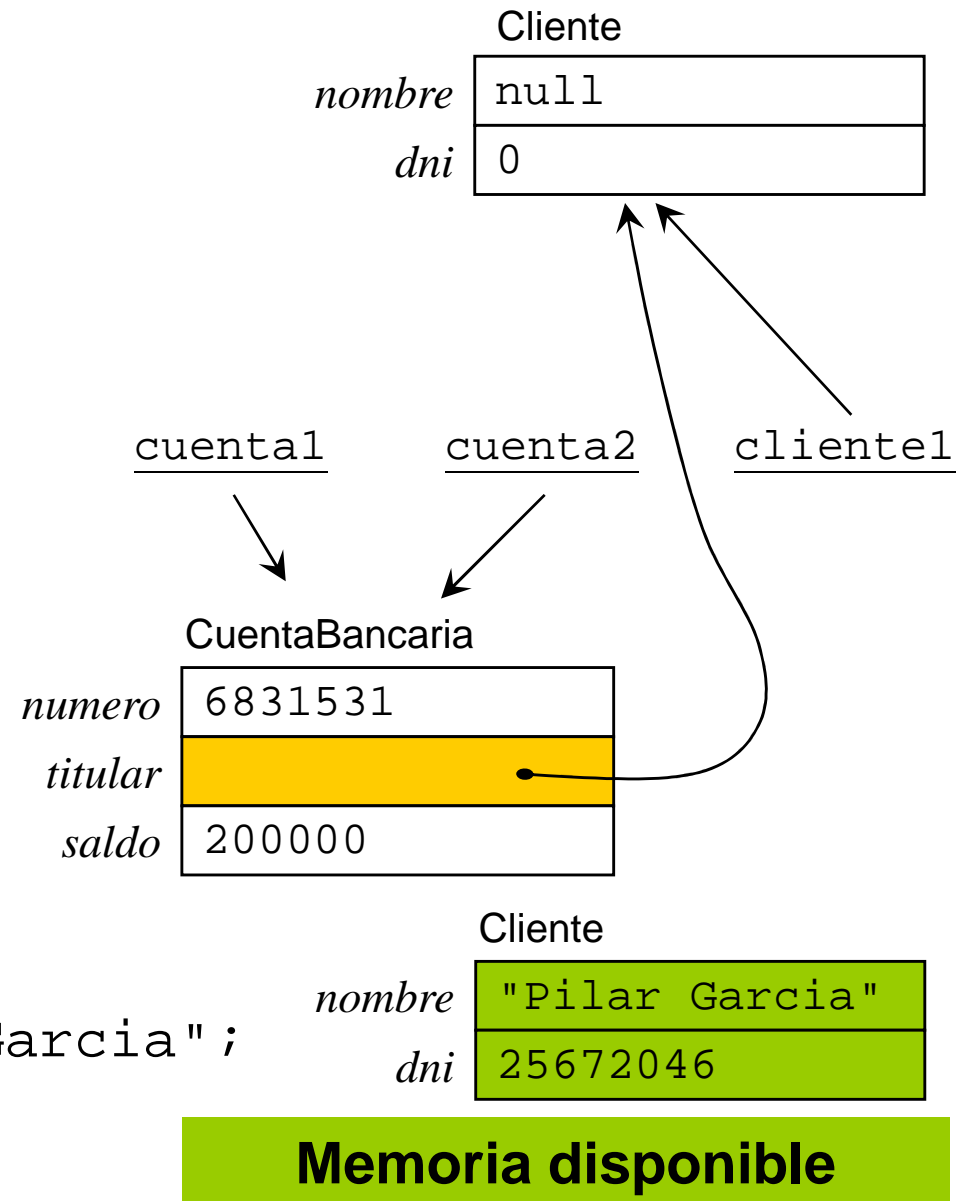 Cliente
nombre null
dni 0
cuenta1 cuenta2 cliente1
CuentaBancaria
numero 6831531
titular
saldo 200000
Cliente
nombre "Pilar Garcia"
arcia";
dni 25672046
Memoria disponible